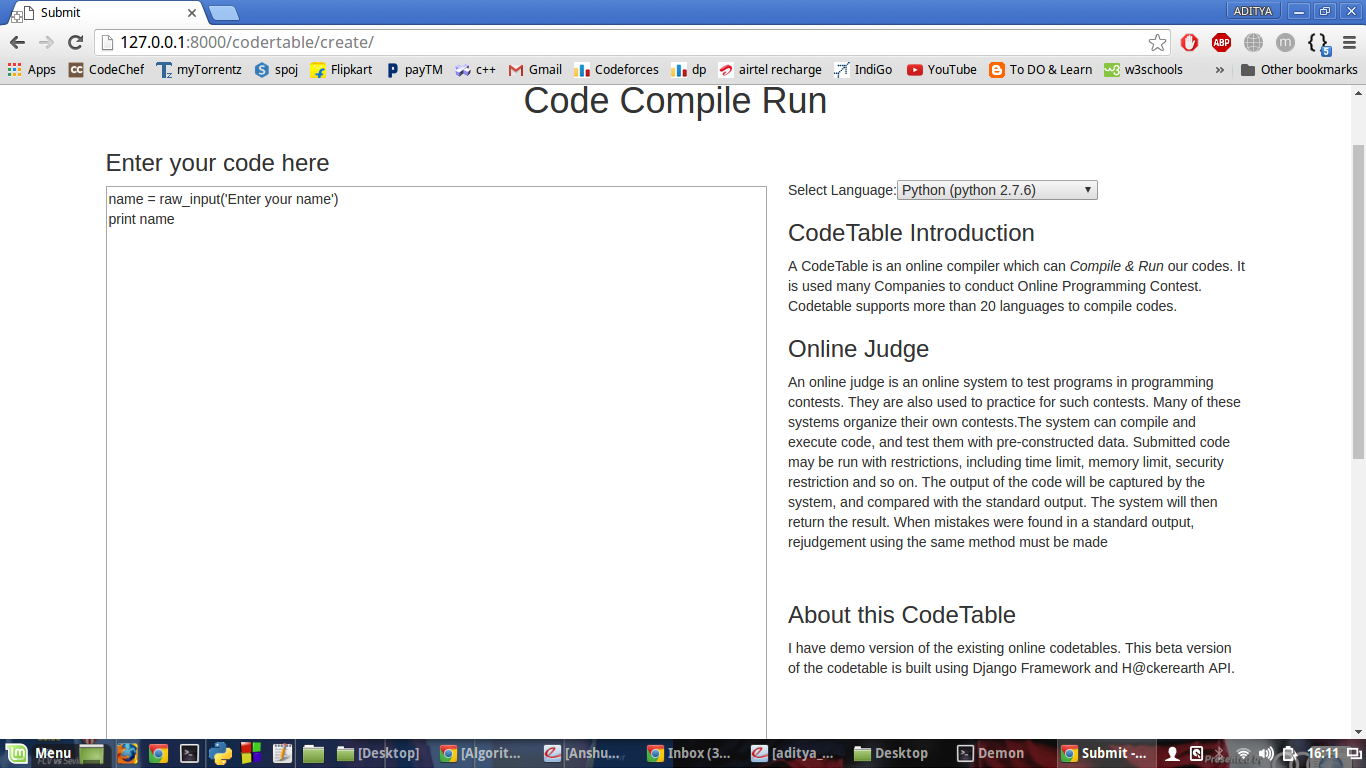 Submit
ADITYA
127.0.0.1:8000/codertable/create/
ABP
m
5
Apps
CodeChef
myTorrentz
spoj
Flipkart
payTM
c++
Gmail
Codeforces
dp
airtel recharge
IndiGo
YouTube
To DO & Learn
w3schools
»
Other bookmarks
Code Compile Run
Enter your code here
name = raw_input('Enter your name')
print name
Select Language:Python (python 2.7.6)
CodeTable Introduction
A CodeTable is an online compiler which can Compile & Run our codes. It
is used many Companies to conduct Online Programming Contest.
Codetable supports more than 20 languages to compile codes.
Online Judge
An online judge is an online system to test programs in programming
contests. They are also used to practice for such contests. Many of these
systems organize their own contests.The system can compile and
execute code, and test them with pre-constructed data. Submitted code
may be run with restrictions, including time limit, memory limit, security
restriction and so on. The output of the code will be captured by the
system, and compared with the standard output. The system will then
return the result. When mistakes were found in a standard output,
rejudgement using the same method must be made
About this CodeTable
I have demo version of the existing online codetables. This beta version
of the codetable is built using Django Framework and H@ckerearth API.
Menu
[Desktop]
[Algorit...
[Anshu...
Inbox (3...
[aditya_...
Desktop
Demon
Submit -...
16:11